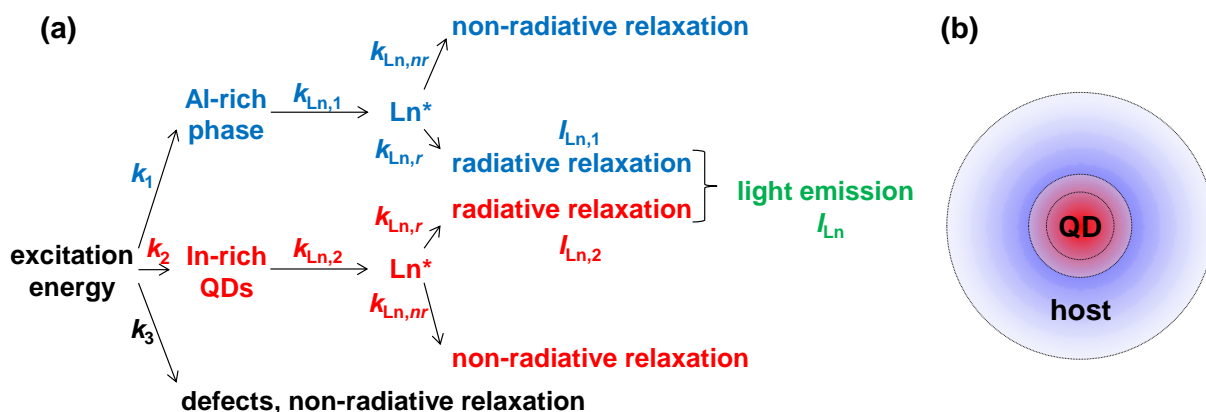 (a)
non-radiative relaxation
kLn,nr
Al-rich
phase
kLn,1
Ln*
k1
kLn,r
ILn,1
radiative relaxation
light emission
ILn
excitation
energy
k2
In-rich
QDs
kLn,2
Ln*
kLn,r
radiative relaxation
ILn,2
kLn,nr
k3
non-radiative relaxation
defects, non-radiative relaxation
(b)
QD
host